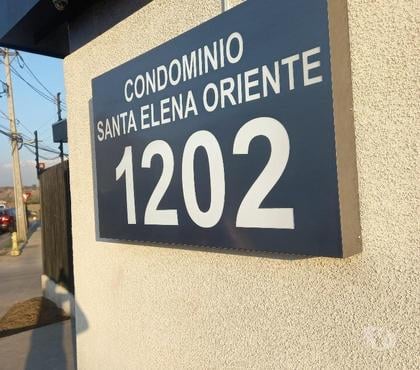 CONDOMINIO
SANTA ELENA ORIENTE
1202